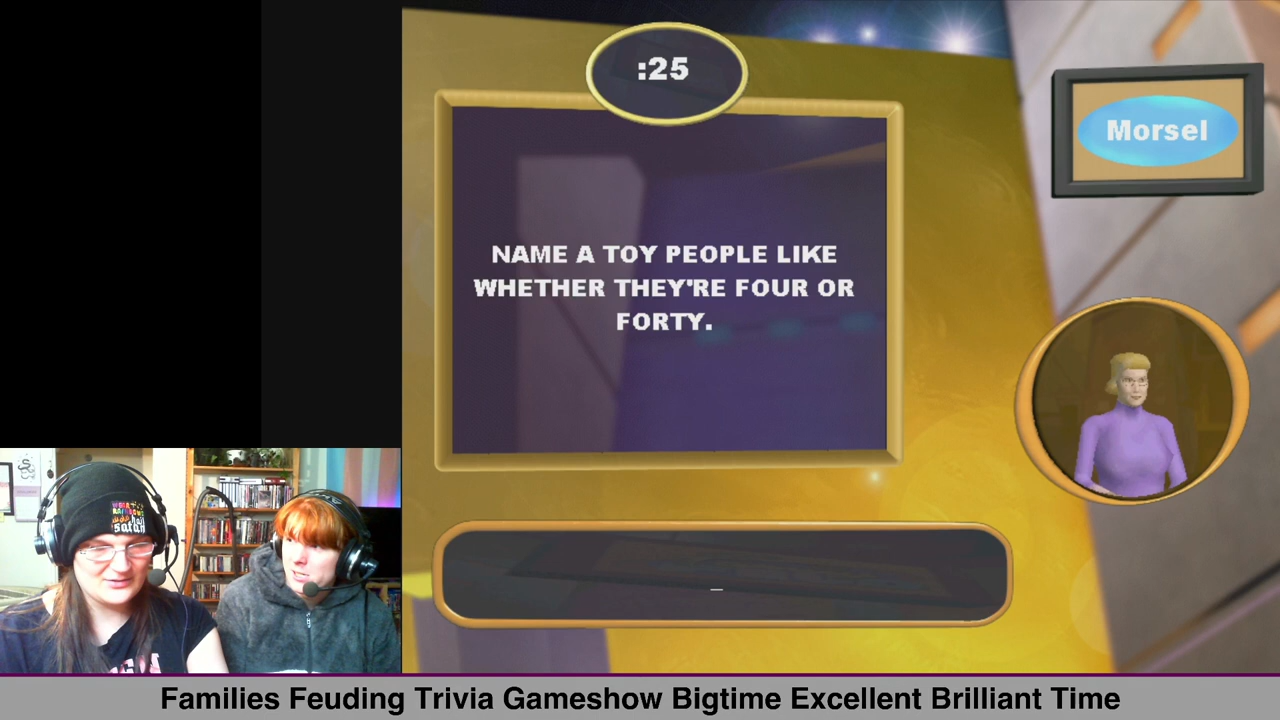 :25
Morsel
NAME A TOY PEOPLE LIKE
WHETHER THEY'RE FOUR OR
FORTY.
_
satan
Families Feuding Trivia Gameshow Bigtime Excellent Brilliant Time